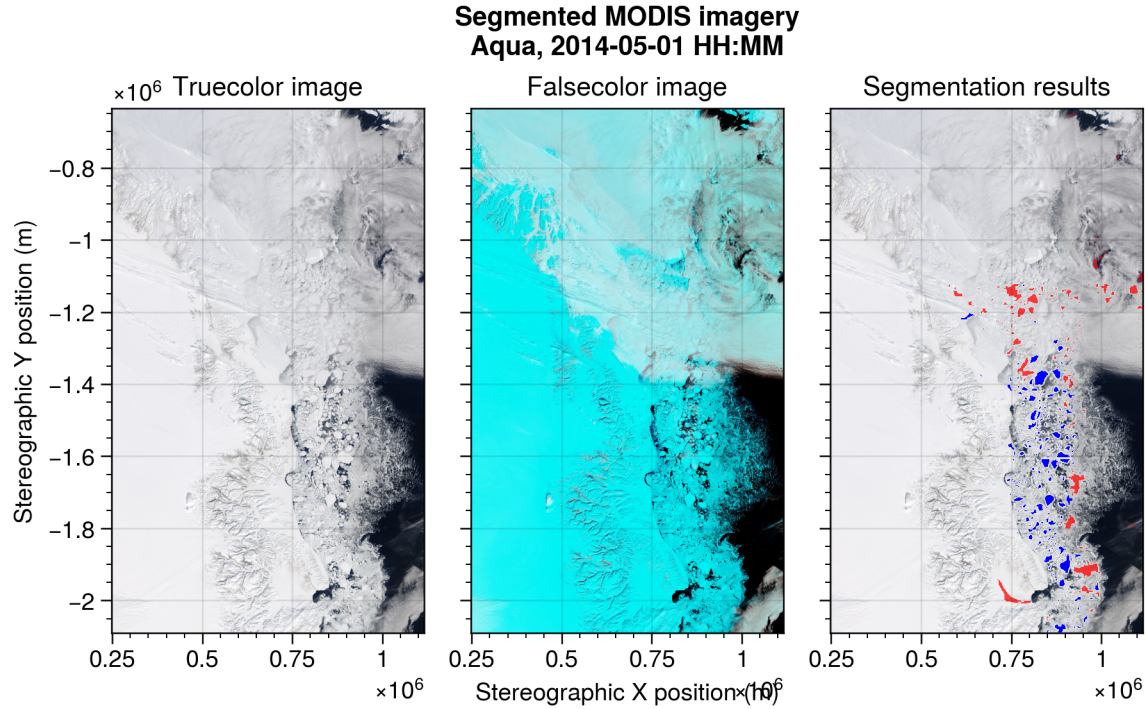 Segmented MODIS imagery
Aqua, 2014-05-01 HH:MM
×10⁶ Truecolor image
Falsecolor image
Segmentation results
Stereographic Y position (m)
−0.8
−1
−1.2
−1.4
−1.6
−1.8
−2
0.25 0.5 0.75 1
0.25 0.5 0.75 1
0.25 0.5 0.75 1
×10⁶
Stereographic X position (m)
×10⁶
×10⁶